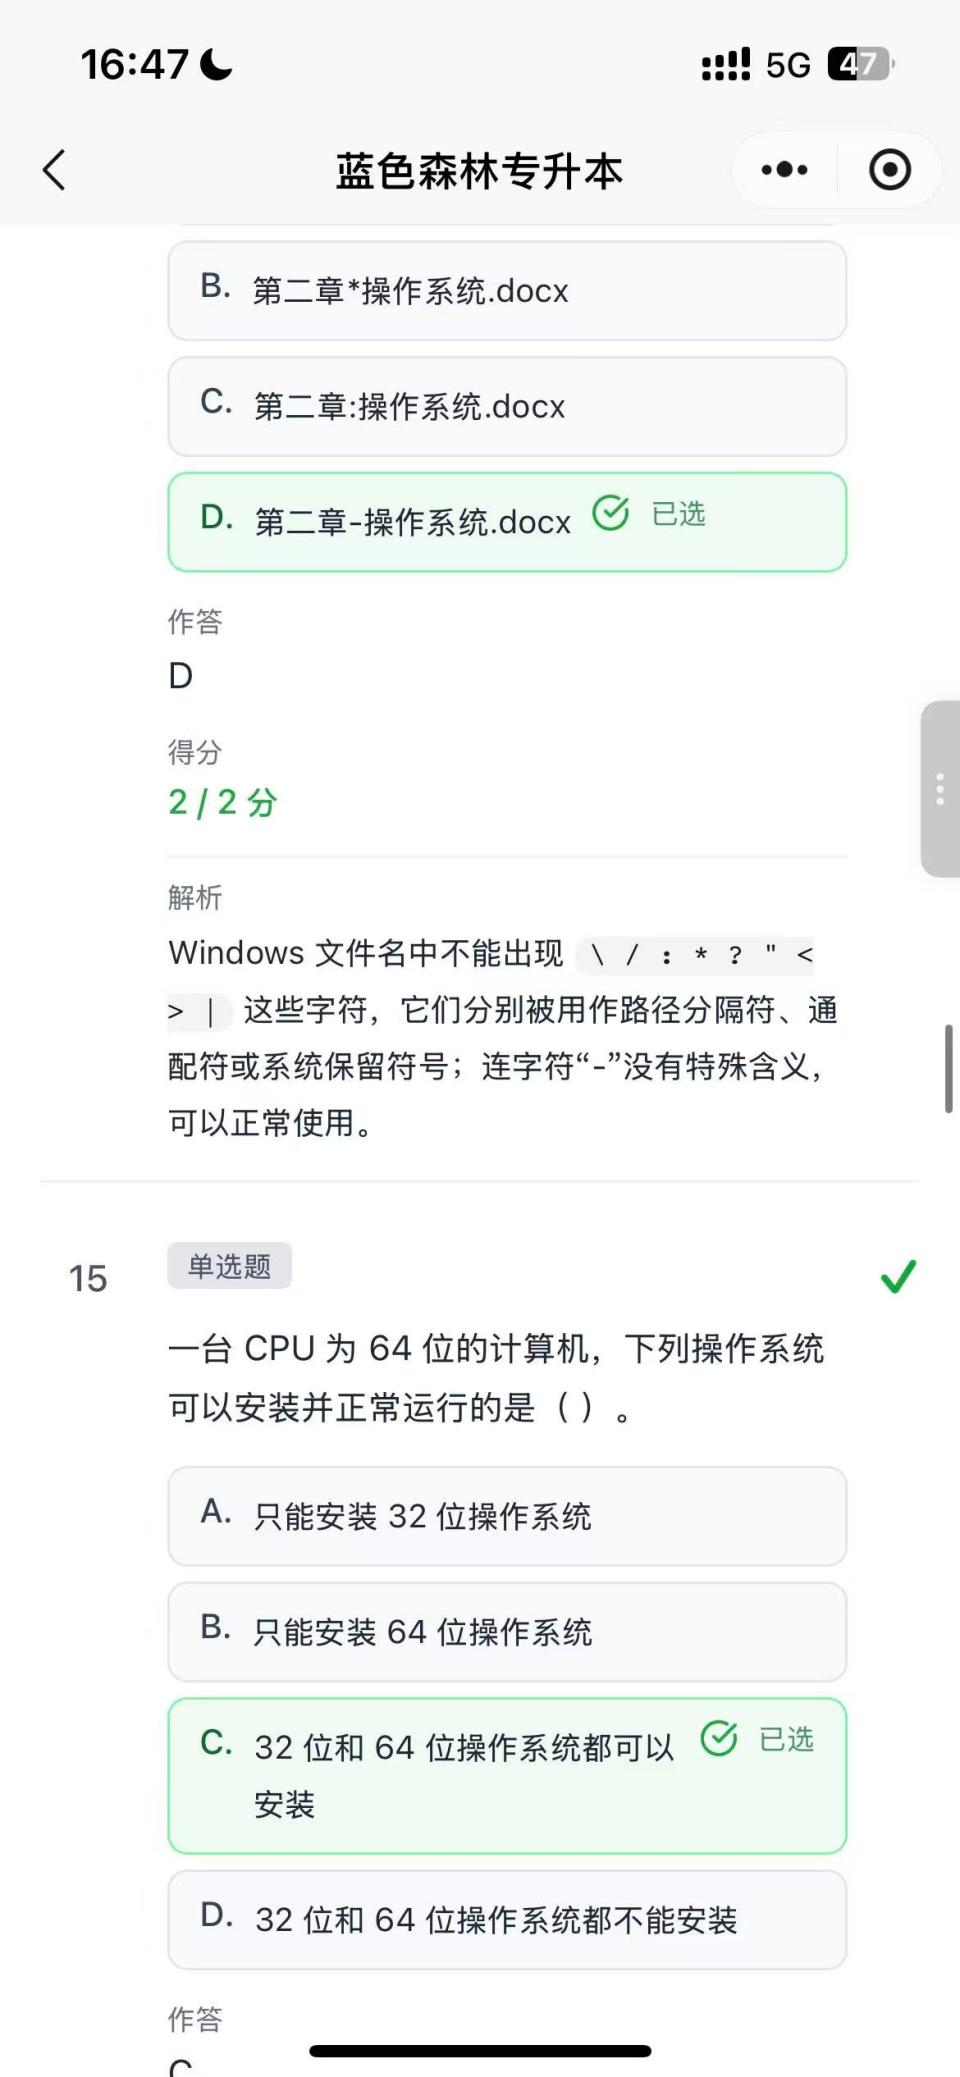 16:47
5G 47
蓝色森林专升本
B. 第二章*操作系统.docx
C. 第二章:操作系统.docx
D. 第二章-操作系统.docx 已选
作答
D
得分
2 / 2 分
解析
Windows 文件名中不能出现 \ / : * ? " <
> | 这些字符，它们分别被用作路径分隔符、通
配符或系统保留符号；连字符“-”没有特殊含义，
可以正常使用。
15 单选题
一台 CPU 为 64 位的计算机，下列操作系统
可以安装并正常运行的是（ ）。
A. 只能安装 32 位操作系统
B. 只能安装 64 位操作系统
C. 32 位和 64 位操作系统都可以 已选
安装
D. 32 位和 64 位操作系统都不能安装
作答
C